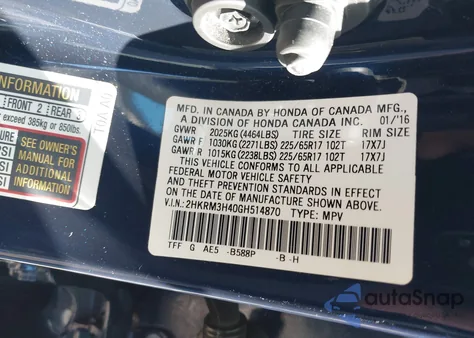 INFORMATION
FRONT 2 REAR 3
exceed 385kg or 850lbs.
SEE OWNER'S
MANUAL FOR
ADDITIONAL
INFORMATION
PSI
PSI
MFD. IN CANADA BY HONDA OF CANADA MFG.,
A DIVISION OF HONDA CANADA INC. 01/'16
GVWR 2025KG (4464LBS) TIRE SIZE RIM SIZE
GAWR F 1030KG (2271LBS) 225/65R17 102T 17X7J
GAWR R 1015KG (2238LBS) 225/65R17 102T 17X7J
THIS VEHICLE CONFORMS TO ALL APPLICABLE
FEDERAL MOTOR VEHICLE SAFETY
AND THEFT PREVENTION STANDARDS IN EFFECT
ON THE DATE OF MANUFACTURE SHOWN ABOVE.
V.I.N.: 2HKRM3H40GH514870 TYPE: MPV
TFF G AE5 -B588P -B-H
autoSnap